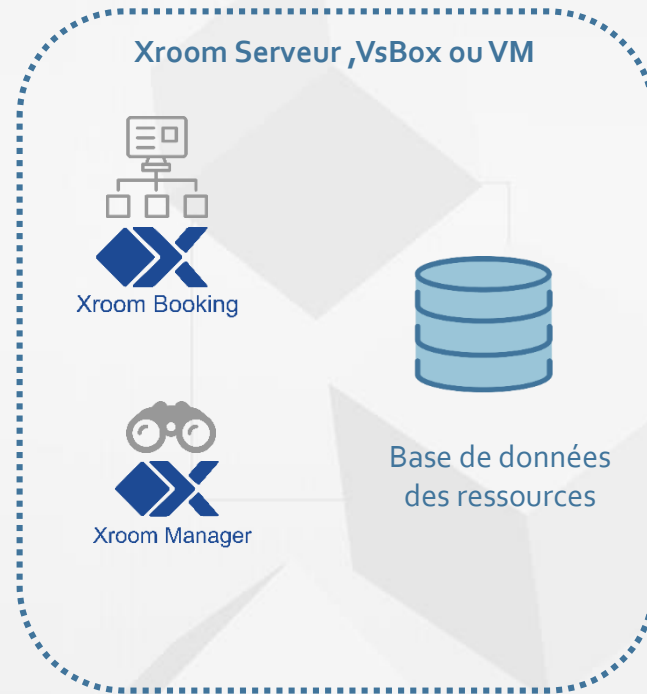 Xroom Serveur ,VsBox ou VM
Xroom Booking
Xroom Manager
Base de données
des ressources